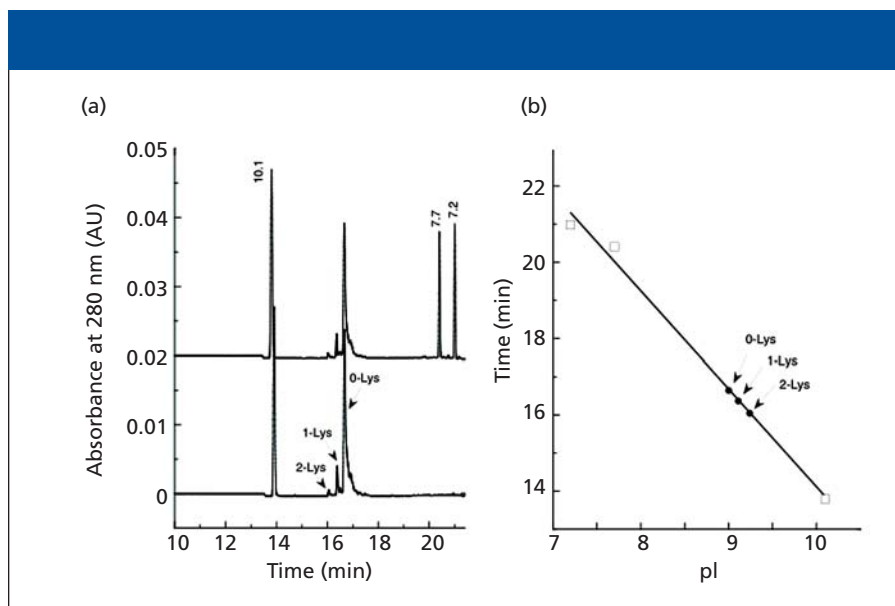 (a)
0.05
0.04
0.03
0.02
0.01
0
Absorbance at 280 nm (AU)
10.1
7.7
7.2
0-Lys
1-Lys
2-Lys
10
12
14
16
18
20
Time (min)
(b)
22
20
18
16
14
Time (min)
0-Lys
1-Lys
2-Lys
7
8
9
10
pI